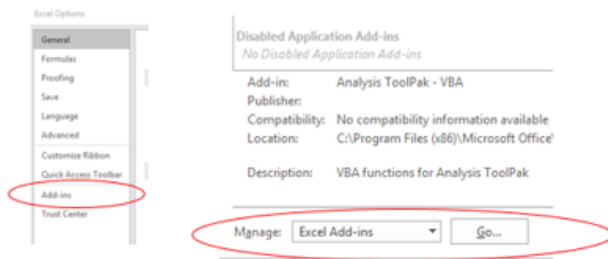 Excel Options
General
Formulas
Proofing
Save
Language
Advanced
Customize Ribbon
Quick Access Toolbar
Add-ins
Trust Center
Disabled Application Add-ins
No Disabled Application Add-ins
Add-in: Analysis ToolPak - VBA
Publisher:
Compatibility: No compatibility information available
Location: C:\Program Files (x86)\Microsoft Office\
Description: VBA functions for Analysis ToolPak
Manage: Excel Add-ins Go...